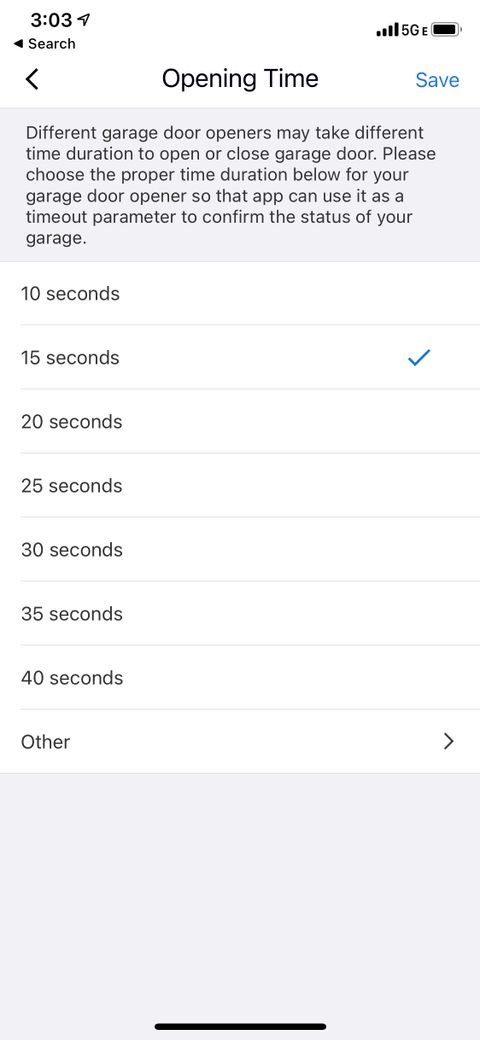 3:03
5G E
Search
Opening Time
Save
Different garage door openers may take different
time duration to open or close garage door. Please
choose the proper time duration below for your
garage door opener so that app can use it as a
timeout parameter to confirm the status of your
garage.
10 seconds
15 seconds
20 seconds
25 seconds
30 seconds
35 seconds
40 seconds
Other